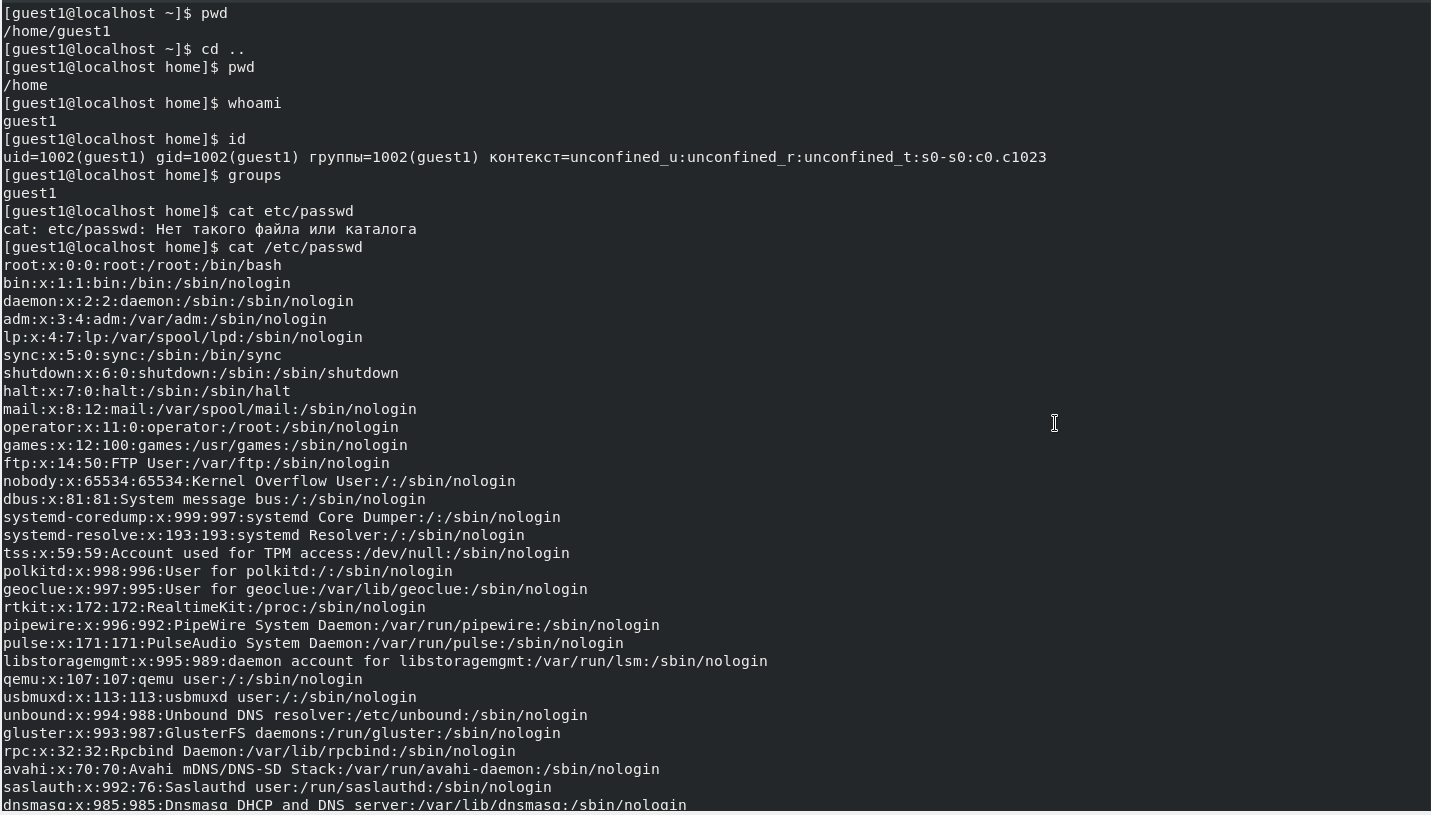 [guest1@localhost ~]$ pwd
/home/guest1
[guest1@localhost ~]$ cd ..
[guest1@localhost home]$ pwd
/home
[guest1@localhost home]$ whoami
guest1
[guest1@localhost home]$ id
uid=1002(guest1) gid=1002(guest1) группы=1002(guest1) контекст=unconfined_u:unconfined_r:unconfined_t:s0-s0:c0.c1023
[guest1@localhost home]$ groups
guest1
[guest1@localhost home]$ cat etc/passwd
cat: etc/passwd: Нет такого файла или каталога
[guest1@localhost home]$ cat /etc/passwd
root:x:0:0:root:/root:/bin/bash
bin:x:1:1:bin:/bin:/sbin/nologin
daemon:x:2:2:daemon:/sbin:/sbin/nologin
adm:x:3:4:adm:/var/adm:/sbin/nologin
lp:x:4:7:lp:/var/spool/lpd:/sbin/nologin
sync:x:5:0:sync:/sbin:/bin/sync
shutdown:x:6:0:shutdown:/sbin:/sbin/shutdown
halt:x:7:0:halt:/sbin:/sbin/halt
mail:x:8:12:mail:/var/spool/mail:/sbin/nologin
operator:x:11:0:operator:/root:/sbin/nologin
games:x:12:100:games:/usr/games:/sbin/nologin
ftp:x:14:50:FTP User:/var/ftp:/sbin/nologin
nobody:x:65534:65534:Kernel Overflow User:/:/sbin/nologin
dbus:x:81:81:System message bus:/:/sbin/nologin
systemd-coredump:x:999:997:systemd Core Dumper:/:/sbin/nologin
systemd-resolve:x:193:193:systemd Resolver:/:/sbin/nologin
tss:x:59:59:Account used for TPM access:/dev/null:/sbin/nologin
polkitd:x:998:996:User for polkitd:/:/sbin/nologin
geoclue:x:997:995:User for geoclue:/var/lib/geoclue:/sbin/nologin
rtkit:x:172:172:RealtimeKit:/proc:/sbin/nologin
pipewire:x:996:992:PipeWire System Daemon:/var/run/pipewire:/sbin/nologin
pulse:x:171:171:PulseAudio System Daemon:/var/run/pulse:/sbin/nologin
libstoragemgmt:x:995:989:daemon account for libstoragemgmt:/var/run/lsm:/sbin/nologin
qemu:x:107:107:qemu user:/:/sbin/nologin
usbmuxd:x:113:113:usbmuxd user:/:/sbin/nologin
unbound:x:994:988:Unbound DNS resolver:/etc/unbound:/sbin/nologin
gluster:x:993:987:GlusterFS daemons:/run/gluster:/sbin/nologin
rpc:x:32:32:Rpcbind Daemon:/var/lib/rpcbind:/sbin/nologin
avahi:x:70:70:Avahi mDNS/DNS-SD Stack:/var/run/avahi-daemon:/sbin/nologin
saslauth:x:992:76:Saslauthd user:/run/saslauthd:/sbin/nologin
dnsmasq:x:985:985:Dnsmasq DHCP and DNS server:/var/lib/dnsmasq:/sbin/nologin